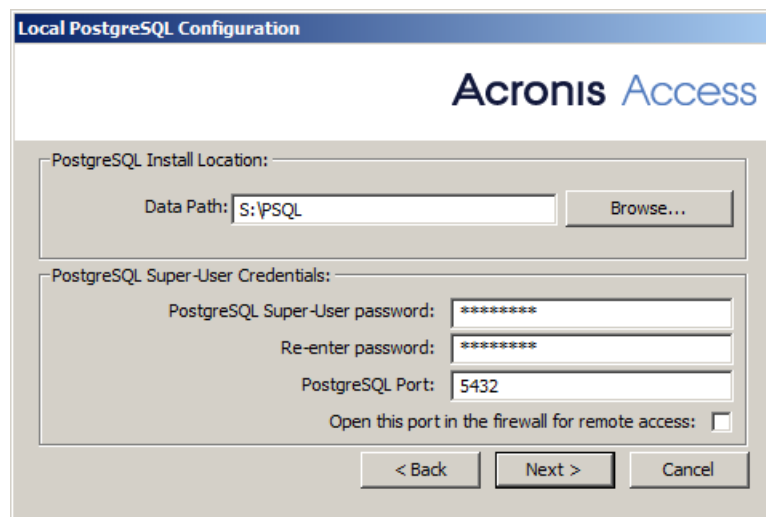 Local PostgreSQL Configuration
Acronis Access
PostgreSQL Install Location:
Data Path: S:\PSQL Browse...
PostgreSQL Super-User Credentials:
PostgreSQL Super-User password: ********
Re-enter password: ********
PostgreSQL Port: 5432
Open this port in the firewall for remote access:
< Back Next > Cancel